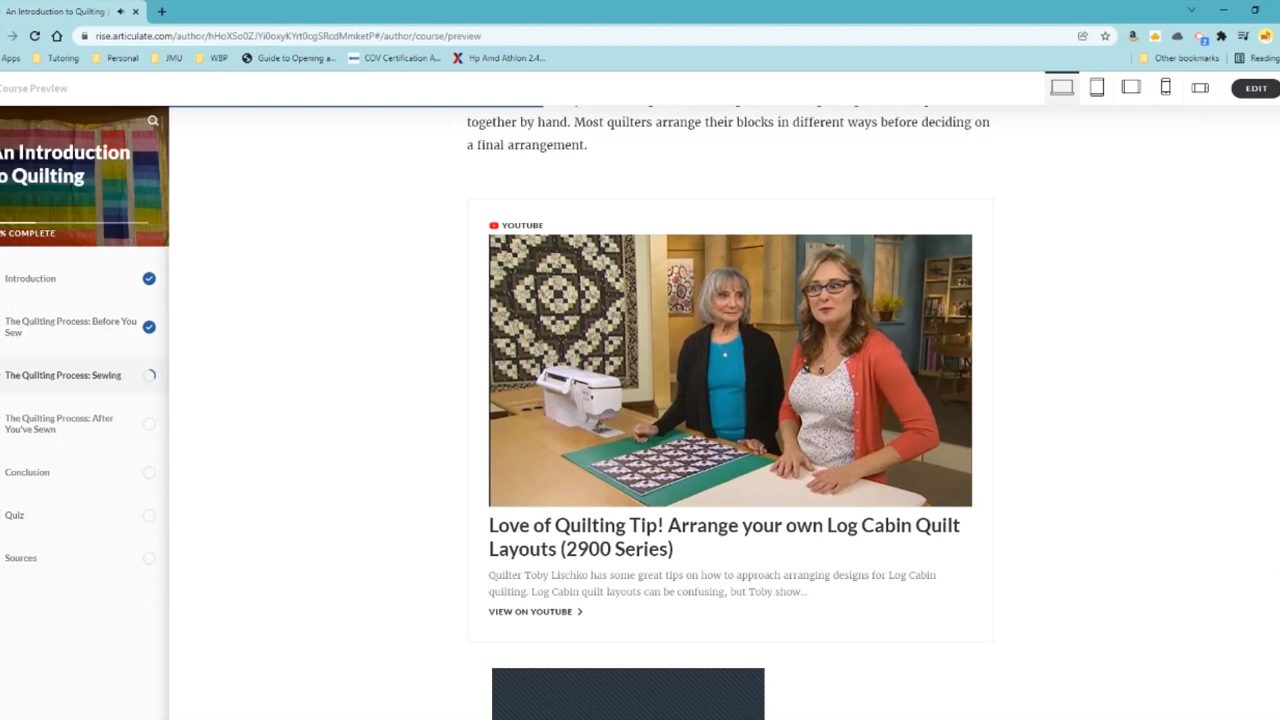 An Introduction to Quilting |
rise.articulate.com/author/hHoXSo0ZJYi0oxyKYrt0cgSRcdMmketP#/author/course/preview
Apps
Tutoring
Personal
JMU
WBP
Guide to Opening a...
COV Certification A...
Hp Amd Athlon 2.4...
Other bookmarks
Reading
Course Preview
EDIT
An Introduction
to Quilting
% COMPLETE
Introduction
The Quilting Process: Before You
Sew
The Quilting Process: Sewing
The Quilting Process: After
You've Sewn
Conclusion
Quiz
Sources
together by hand. Most quilters arrange their blocks in different ways before deciding on
a final arrangement.
YOUTUBE
Love of Quilting Tip! Arrange your own Log Cabin Quilt
Layouts (2900 Series)
Quilter Toby Lischko has some great tips on how to approach arranging designs for Log Cabin
quilting. Log Cabin quilt layouts can be confusing, but Toby show...
VIEW ON YOUTUBE